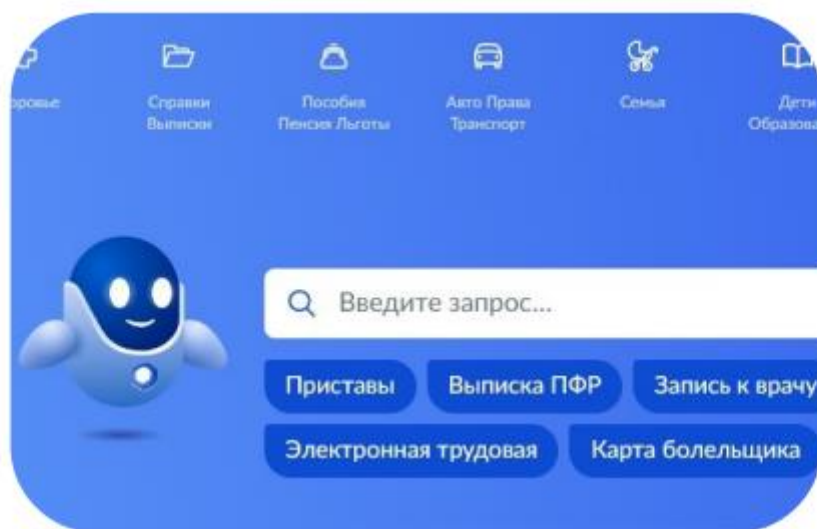 Справки
Выписки
Пособия
Пенсия Льготы
Авто Права
Транспорт
Семья
Дети
Введите запрос...
Приставы
Выписка ПФР
Запись к врачу
Электронная трудовая
Карта болельщика